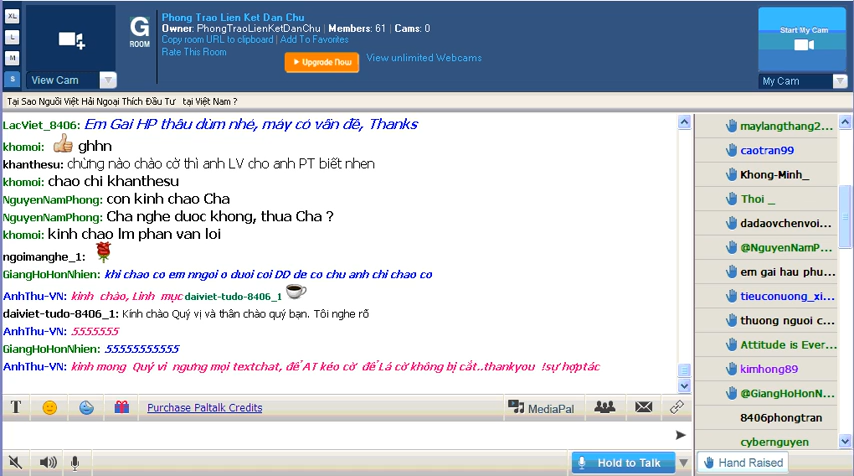 XL
L
M
S
View Cam
G
ROOM
Phong Trao Lien Ket Dan Chu
Owner: PhongTraoLienKetDanChu | Members: 61 | Cams: 0
Copy room URL to clipboard | Add To Favorites
Rate This Room
Upgrade Now
View unlimited Webcams
Start My Cam
My Cam
Tại Sao Người Việt Hải Ngoại Thích Đầu Tư tại Việt Nam ?
LacViet_8406: Em Gai HP thâu dùm nhé, máy có vấn đề, Thanks
khomoi: ghhn
khanthesu: chừng nào chào cờ thì anh LV cho anh PT biết nhen
khomoi: chao chi khanthesu
NguyenNamPhong: con kinh chao Cha
NguyenNamPhong: Cha nghe duoc khong, thua Cha ?
khomoi: kinh chao lm phan van loi
ngoimanghe_1:
GiangHoHonNhien: khi chao co em nngoi o duoi coi DD de co chu anh chi chao co
AnhThu-VN: kinh chào, Linh mục daiviet-tudo-8406_1
daiviet-tudo-8406_1: Kính chào Quý vị và thân chào quý bạn. Tôi nghe rõ
AnhThu-VN: 5555555
GiangHoHonNhien: 55555555555
AnhThu-VN: kinh mong Quý vi ngưng mọi textchat, để AT kéo cờ để Lá cờ không bị cắt..thankyou !sự hợptác
maylangthang2...
caotran99
Khong-Minh_
Thoi _
dadaovchenvoi...
@NguyenNamP...
em gai hau phu...
tieuconuong_xi...
thuong nguoi c...
Attitude is Ever...
kimhong89
@GiangHoHonN...
8406phongtran
cybernguyen
T
Purchase Paltalk Credits
MediaPal
Hold to Talk
Hand Raised